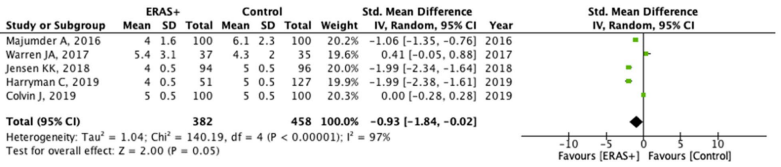 ERAS+ Control Std. Mean Difference Std. Mean Difference
Study or Subgroup Mean SD Total Mean SD Total Weight IV, Random, 95% CI Year IV, Random, 95% CI
Majumder A, 2016 4 1.6 100 6.1 2.3 100 20.2% −1.06 [−1.35, −0.76] 2016
Warren JA, 2017 5.4 3.1 37 4.3 2 35 19.6% 0.41 [−0.05, 0.88] 2017
Jensen KK, 2018 4 0.5 94 5 0.5 96 20.0% −1.99 [−2.34, −1.64] 2018
Harryman C, 2019 4 0.5 51 5 0.5 127 19.9% −1.99 [−2.38, −1.61] 2019
Colvin J, 2019 5 0.5 100 5 0.5 100 20.2% 0.00 [−0.28, 0.28] 2019
Total (95% CI) 382 458 100.0% −0.93 [−1.84, −0.02]
Heterogeneity: Tau² = 1.04; Chi² = 140.19, df = 4 (P < 0.00001); I² = 97%
Test for overall effect: Z = 2.00 (P = 0.05)
−10 −5 0 5 10
Favours [ERAS+] Favours [Control]